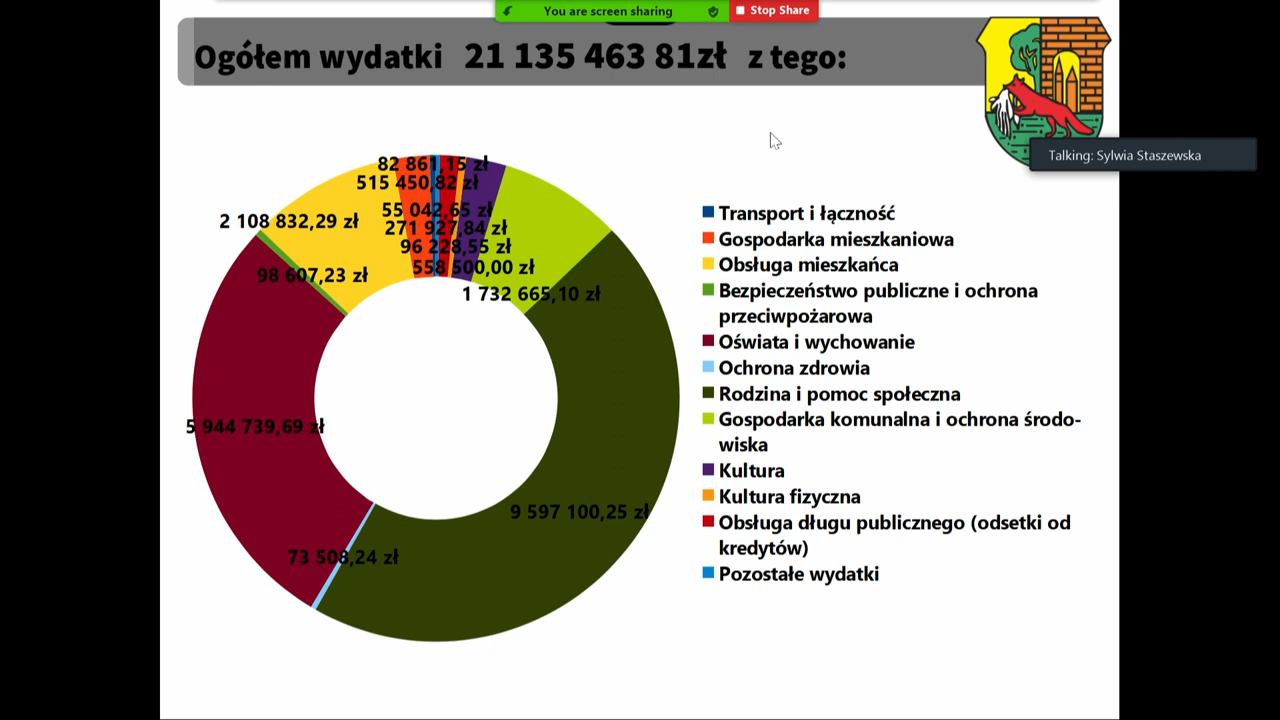 You are screen sharing
Stop Share
Ogółem wydatki 21 135 463 81zł z tego:
Talking: Sylwia Staszewska
82 861,15 zł
515 450,82 zł
55 042,65 zł
2 108 832,29 zł
271 927,84 zł
96 228,55 zł
558 500,00 zł
98 607,23 zł
1 732 665,10 zł
5 944 739,69 zł
9 597 100,25 zł
73 508,24 zł
Transport i łączność
Gospodarka mieszkaniowa
Obsługa mieszkańca
Bezpieczeństwo publiczne i ochrona
przeciwpożarowa
Oświata i wychowanie
Ochrona zdrowia
Rodzina i pomoc społeczna
Gospodarka komunalna i ochrona środo-
wiska
Kultura
Kultura fizyczna
Obsługa długu publicznego (odsetki od
kredytów)
Pozostałe wydatki